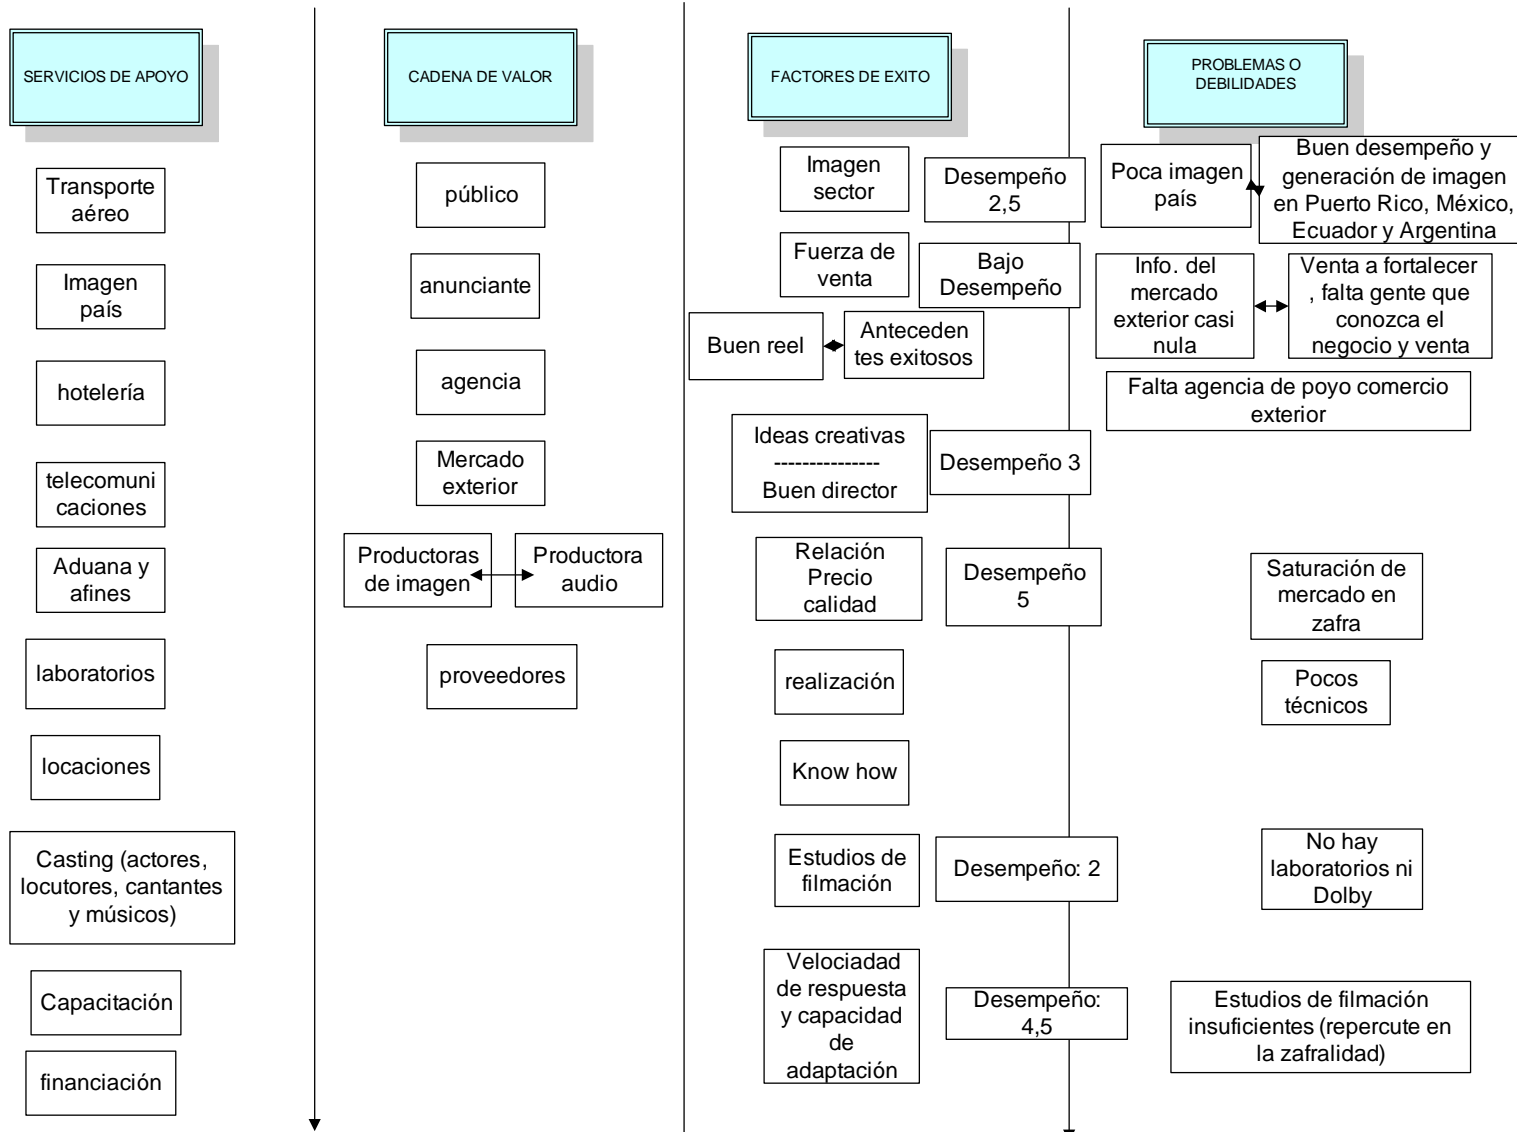 SERVICIOS DE APOYO
Transporte
aéreo
Imagen
país
hotelería
telecomuni
caciones
Aduana y
afines
laboratorios
locaciones
Casting (actores,
locutores, cantantes
y músicos)
Capacitación
financiación
CADENA DE VALOR
público
anunciante
agencia
Mercado
exterior
Productoras
de imagen
Productora
audio
proveedores
FACTORES DE EXITO
Imagen
sector
Desempeño
2,5
Fuerza de
venta
Bajo
Desempeño
Buen reel
Anteceden
tes exitosos
Ideas creativas
---------------
Buen director
Desempeño 3
Relación
Precio
calidad
Desempeño
5
realización
Know how
Estudios de
filmación
Desempeño: 2
Velociadad
de respuesta
y capacidad
de
adaptación
Desempeño:
4,5
PROBLEMAS O
DEBILIDADES
Poca imagen
país
Buen desempeño y
generación de imagen
en Puerto Rico, México,
Ecuador y Argentina
Info. del
mercado
exterior casi
nula
Venta a fortalecer
, falta gente que
conozca el
negocio y venta
Falta agencia de poyo comercio
exterior
Saturación de
mercado en
zafra
Pocos
técnicos
No hay
laboratorios ni
Dolby
Estudios de filmación
insuficientes (repercute en
la zafralidad)